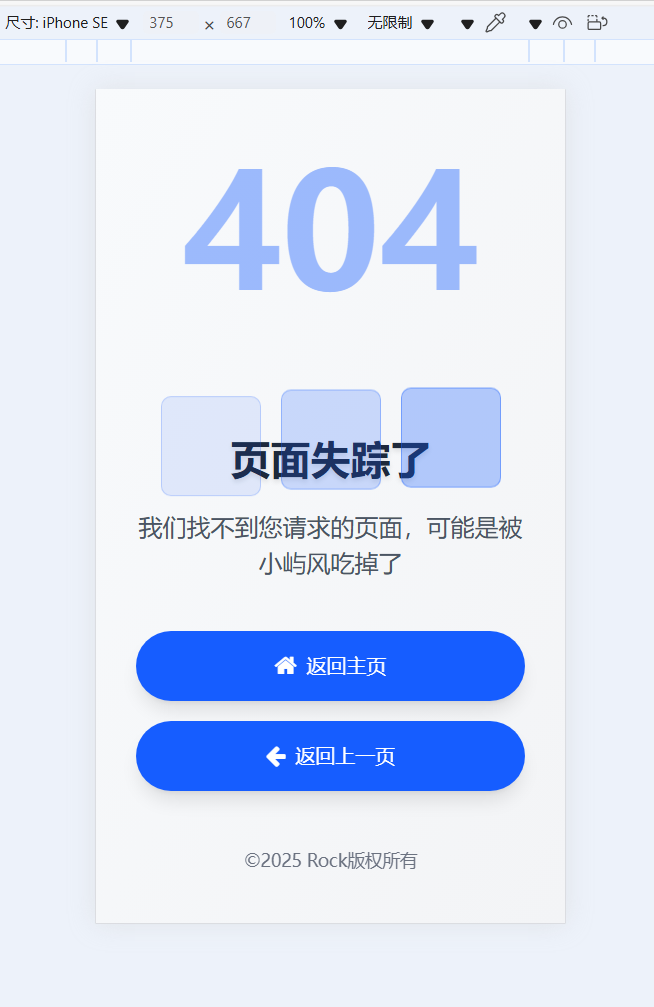 尺寸: iPhone SE 375 × 667 100% 无限制
404
页面失踪了
我们找不到您请求的页面，可能是被
小屿风吃掉了
返回主页
返回上一页
©2025 Rock版权所有